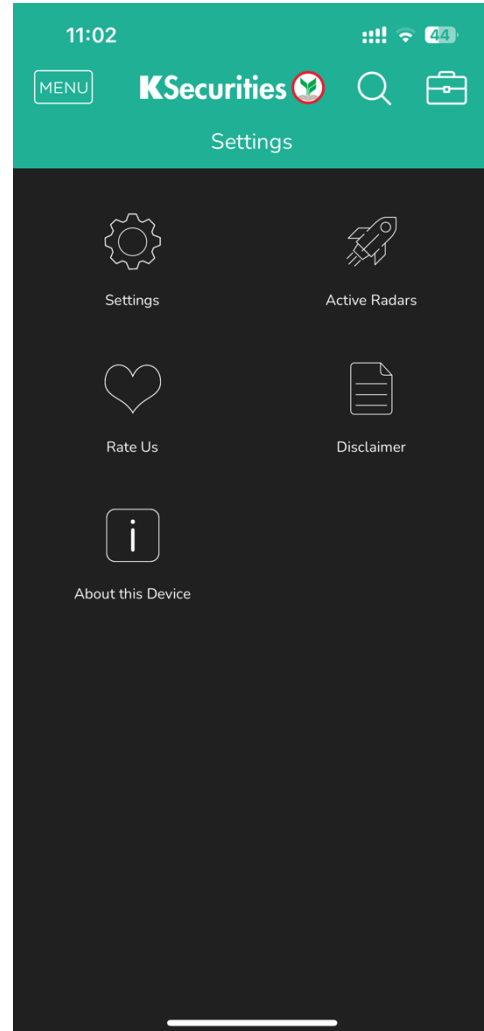 11:02
44
MENU
KSecurities
Settings
Settings
Active Radars
Rate Us
Disclaimer
i
About this Device